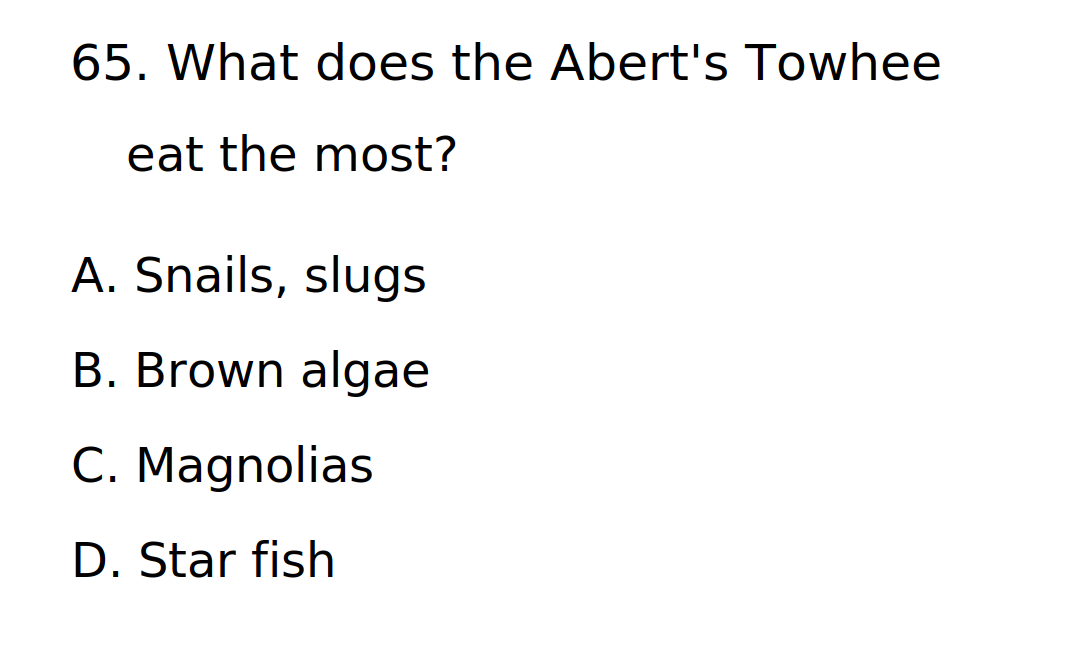 65. What does the Abert's Towhee
eat the most?
A. Snails, slugs
B. Brown algae
C. Magnolias
D. Star fish